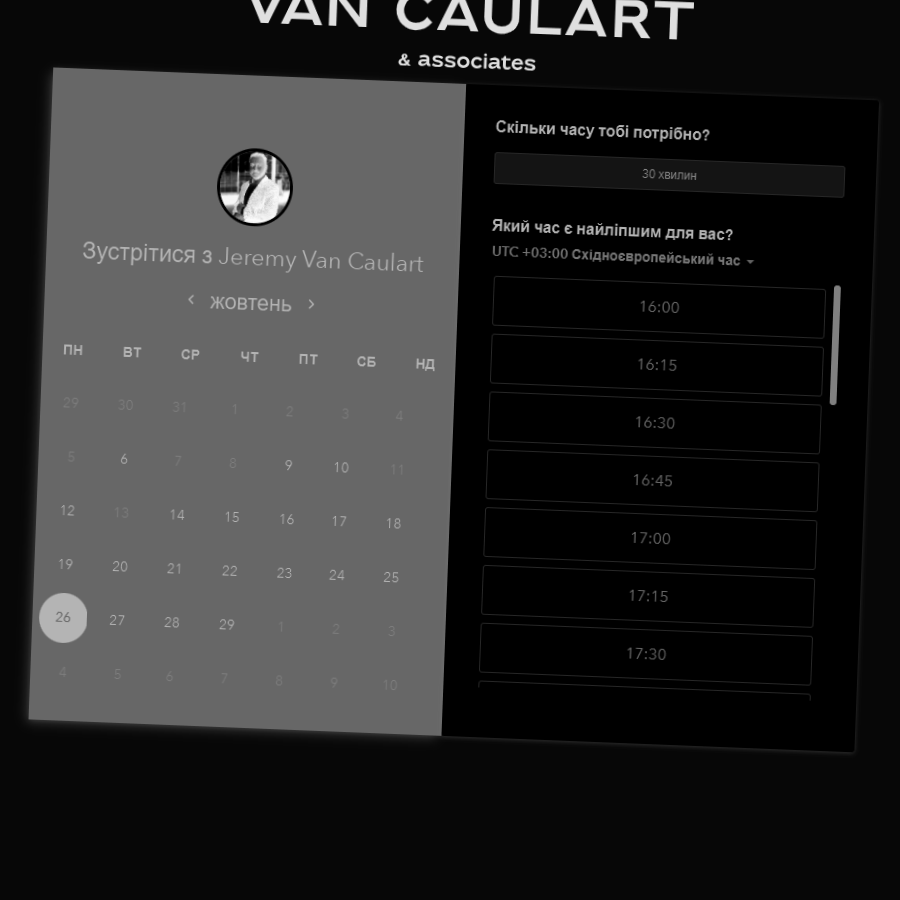 VAN CAULART
& associates
Зустрітися з Jeremy Van Caulart
жовтень
ПН ВТ СР ЧТ ПТ СБ НД
29 30 31 1 2 3 4
5 6 7 8 9 10 11
12 13 14 15 16 17 18
19 20 21 22 23 24 25
26 27 28 29 1 2 3
4 5 6 7 8 9 10
Скільки часу тобі потрібно?
30 хвилин
Який час є найліпшим для вас?
UTC +03:00 Східноєвропейський час
16:00
16:15
16:30
16:45
17:00
17:15
17:30